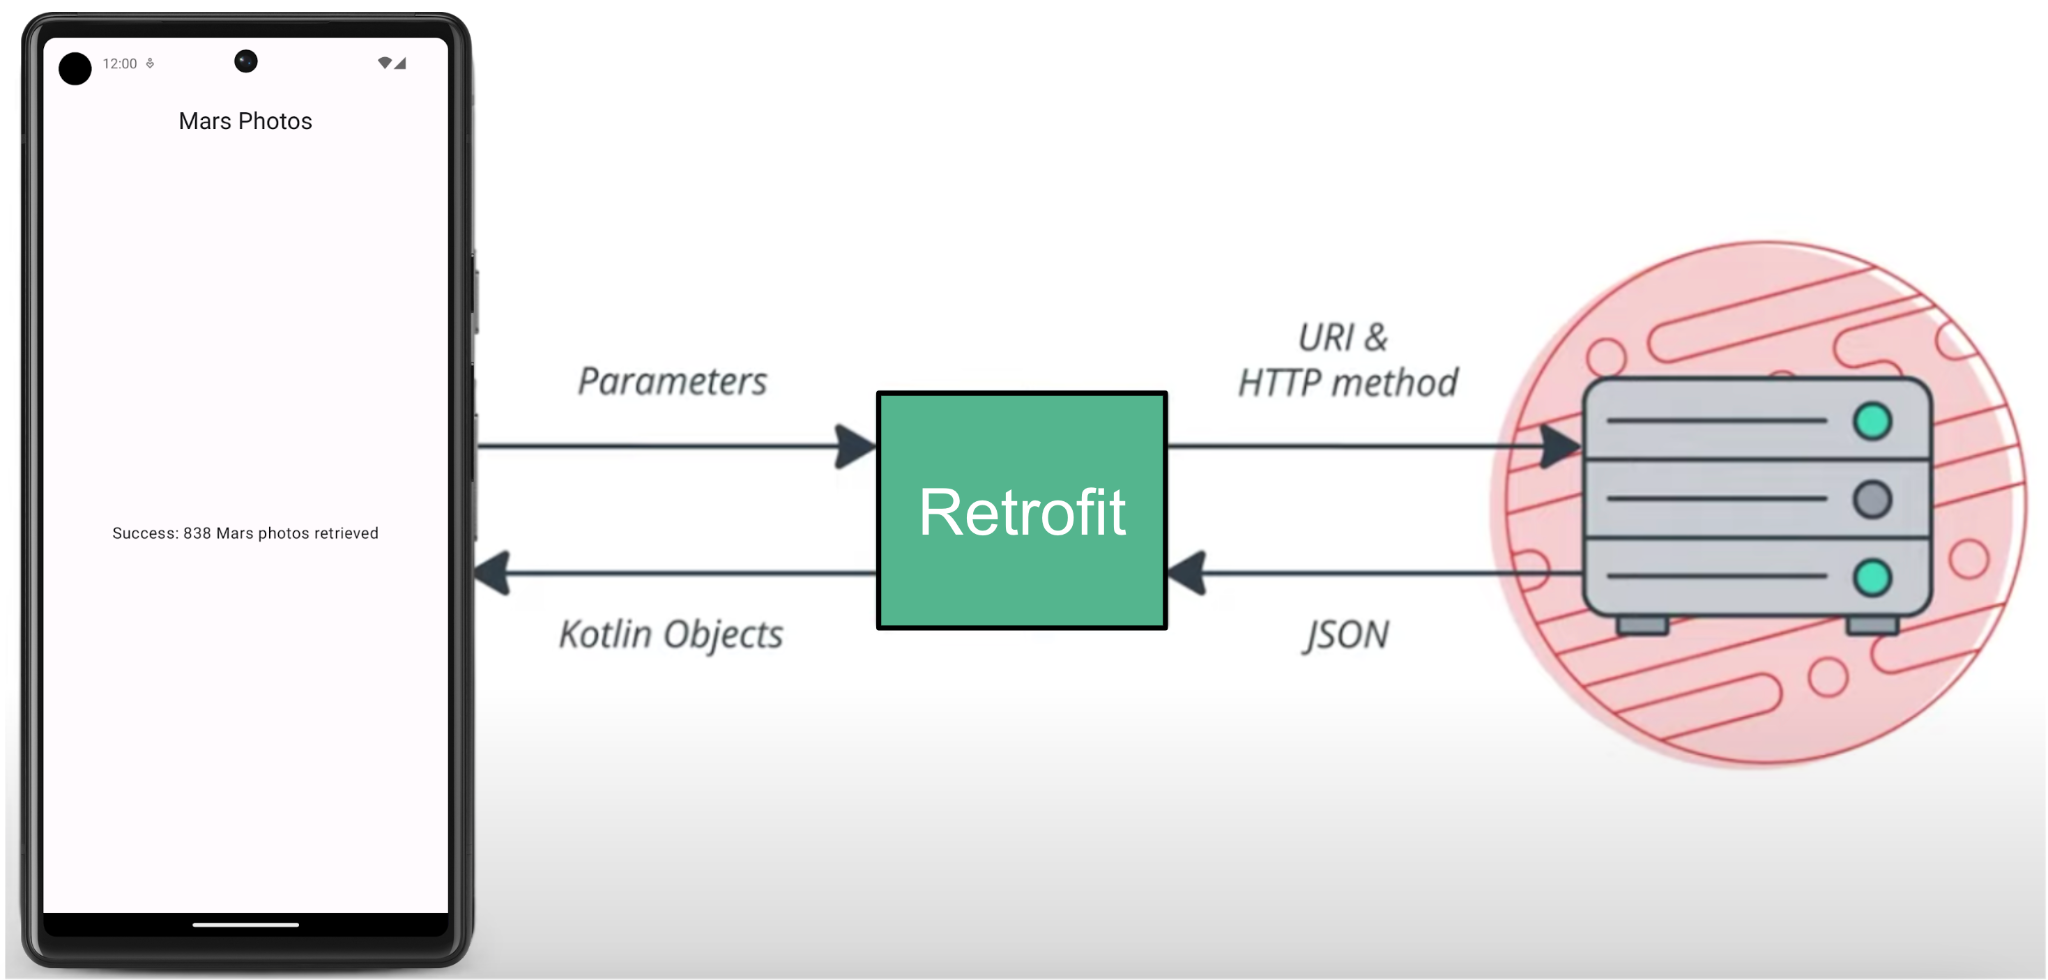 12:00
Mars Photos
Success: 838 Mars photos retrieved
Parameters
Kotlin Objects
Retrofit
URI &
HTTP method
JSON